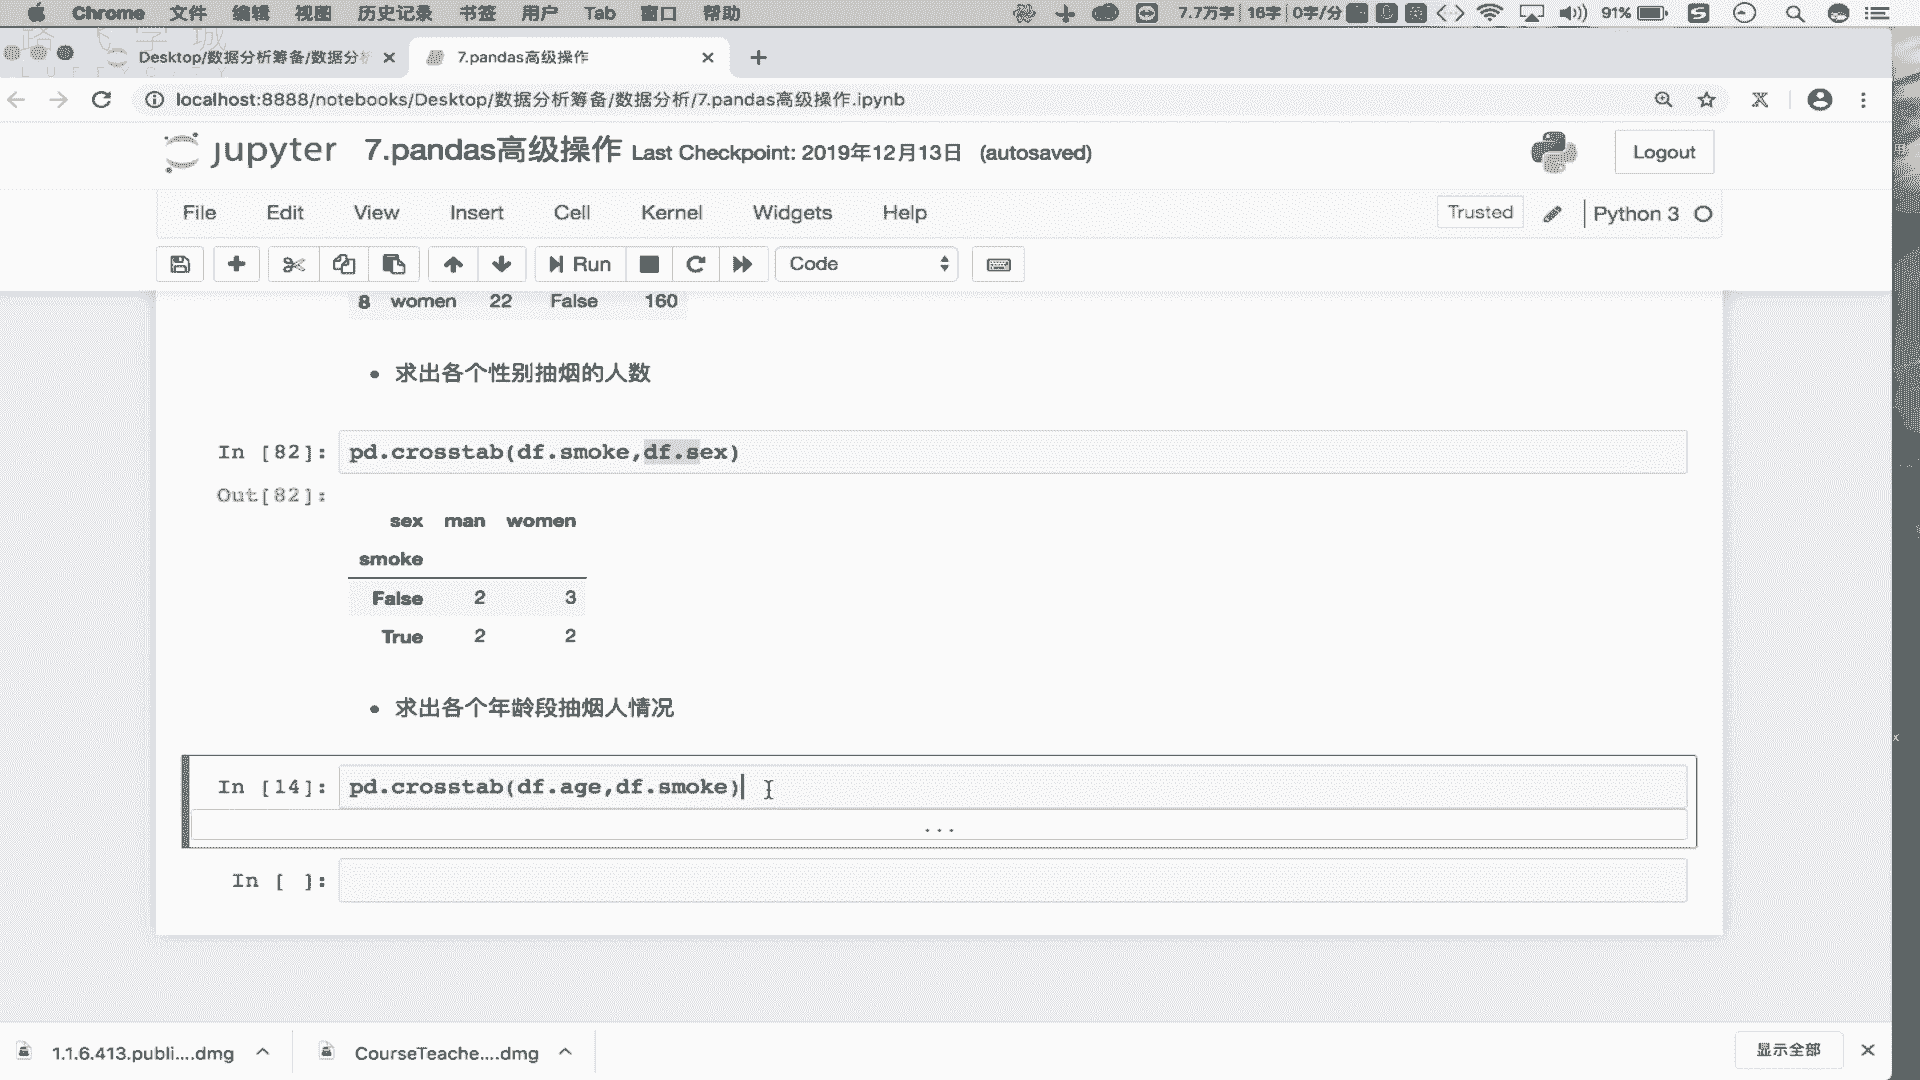 Chrome 文件 编辑 视图 历史记录 书签 用户 Tab 窗口 帮助 7.7万字 16字 0字/分 91%
Desktop/数据分析筹备/数据分析 7.pandas高级操作
localhost:8888/notebooks/Desktop/数据分析筹备/数据分析/7.pandas高级操作.ipynb
jupyter 7.pandas高级操作 Last Checkpoint: 2019年12月13日 (autosaved) Logout
File Edit View Insert Cell Kernel Widgets Help Trusted Python 3
Run Code
8 women 22 False 160
• 求出各个性别抽烟的人数
In [82]: pd.crosstab(df.smoke,df.sex)
Out[82]:
sex man women
smoke
False 2 3
True 2 2
• 求出各个年龄段抽烟人情况
In [14]: pd.crosstab(df.age,df.smoke)
...
In [ ]:
1.1.6.413.publi....dmg CourseTeache....dmg 显示全部